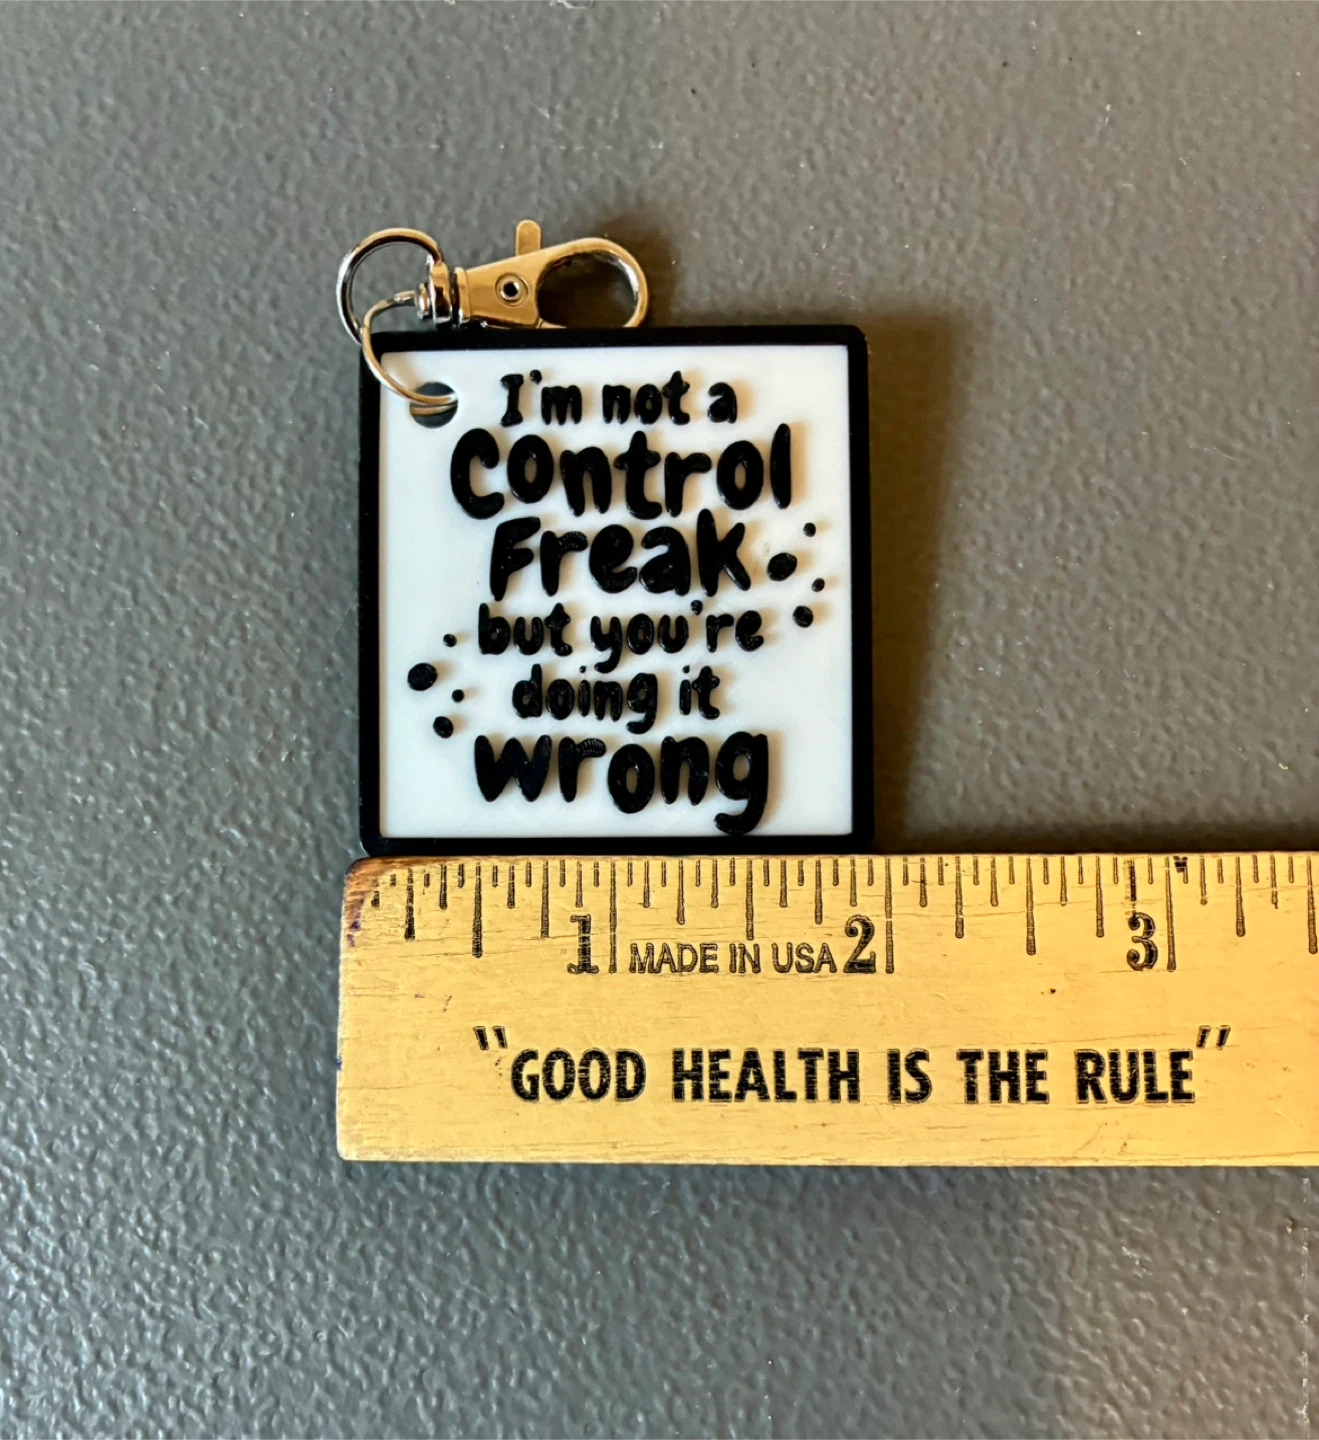 I'm not a
Control
Freak
but you're
doing it
wrong
1 MADE IN USA 2 3
"GOOD HEALTH IS THE RULE"